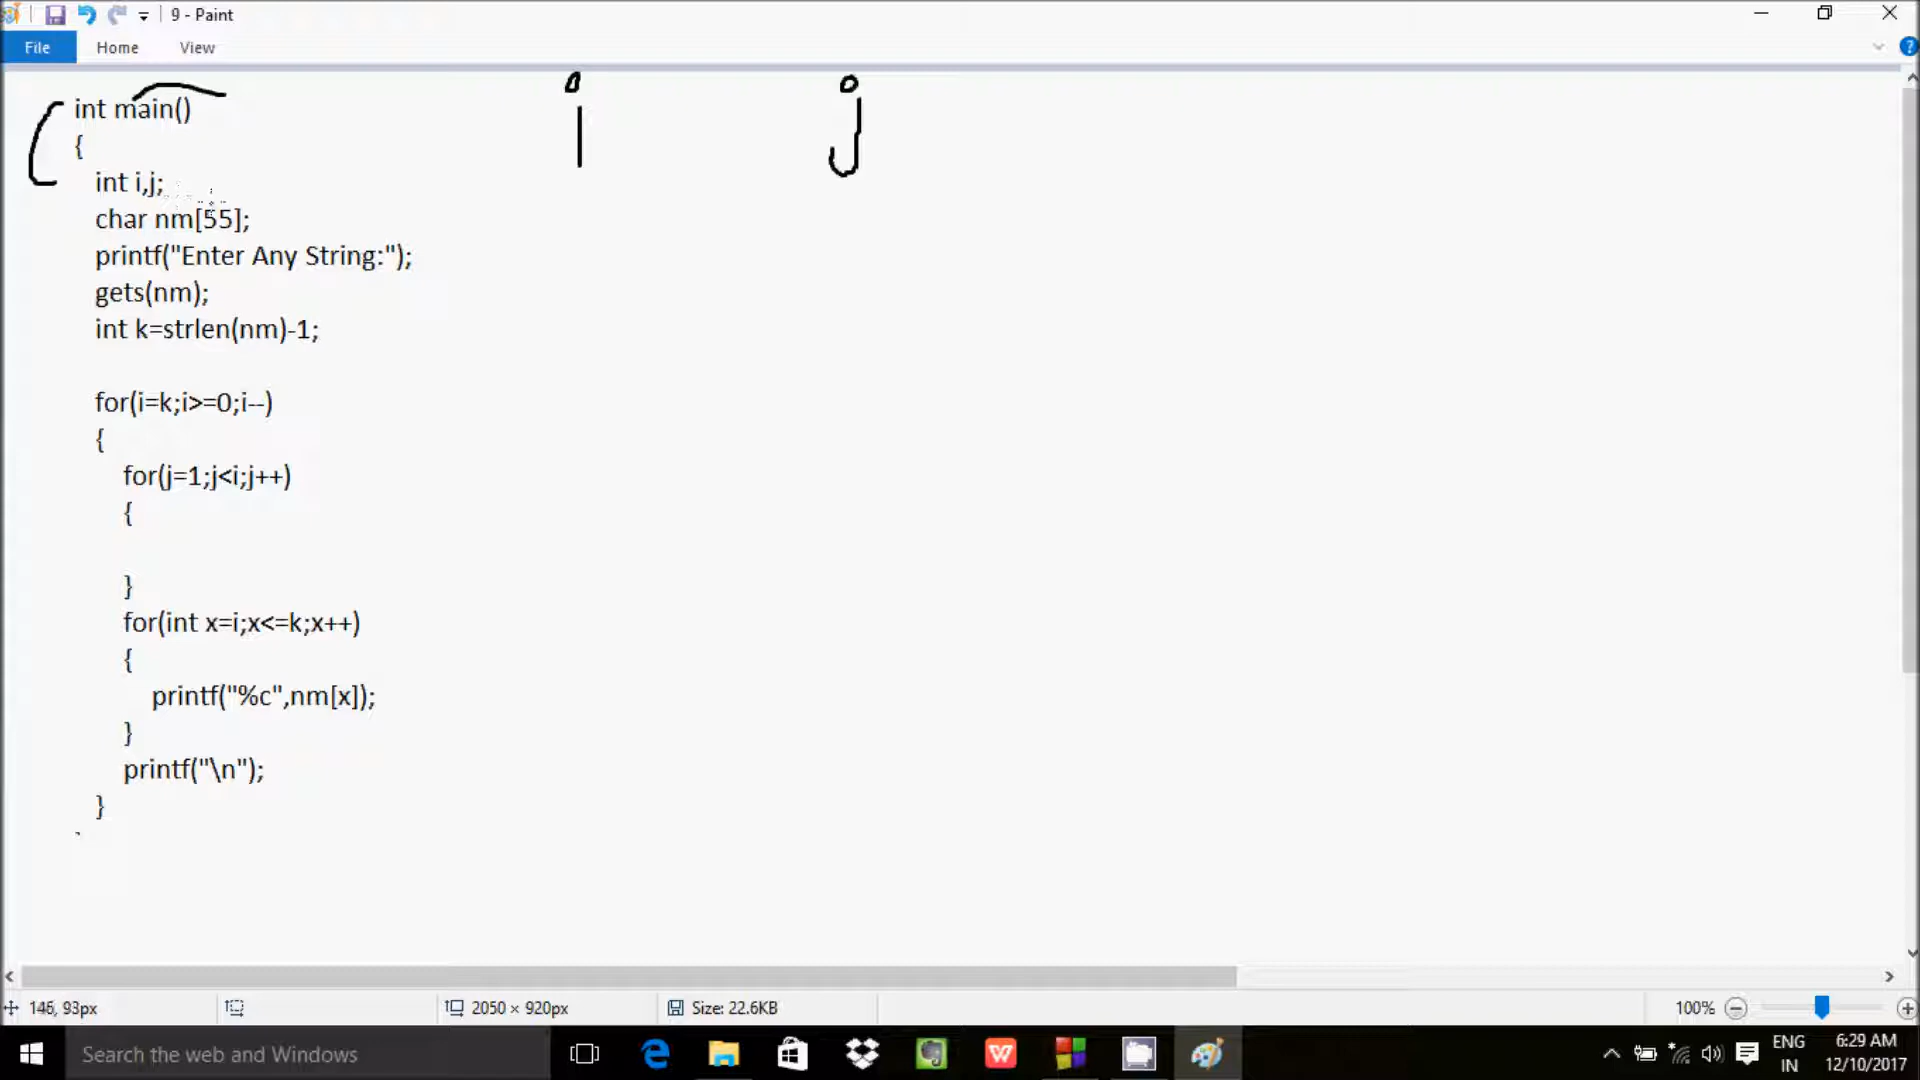 9 - Paint
File Home View
i j
int main()
{
int i,j;
char nm[55];
printf("Enter Any String:");
gets(nm);
int k=strlen(nm)-1;
for(i=k;i>=0;i--)
{
for(j=1;j<i;j++)
{
}
for(int x=i;x<=k;x++)
{
printf("%c",nm[x]);
}
printf("\n");
}
146, 93px 2050 × 920px Size: 22.6KB 100%
Search the web and Windows
ENG 6:29 AM
IN 12/10/2017